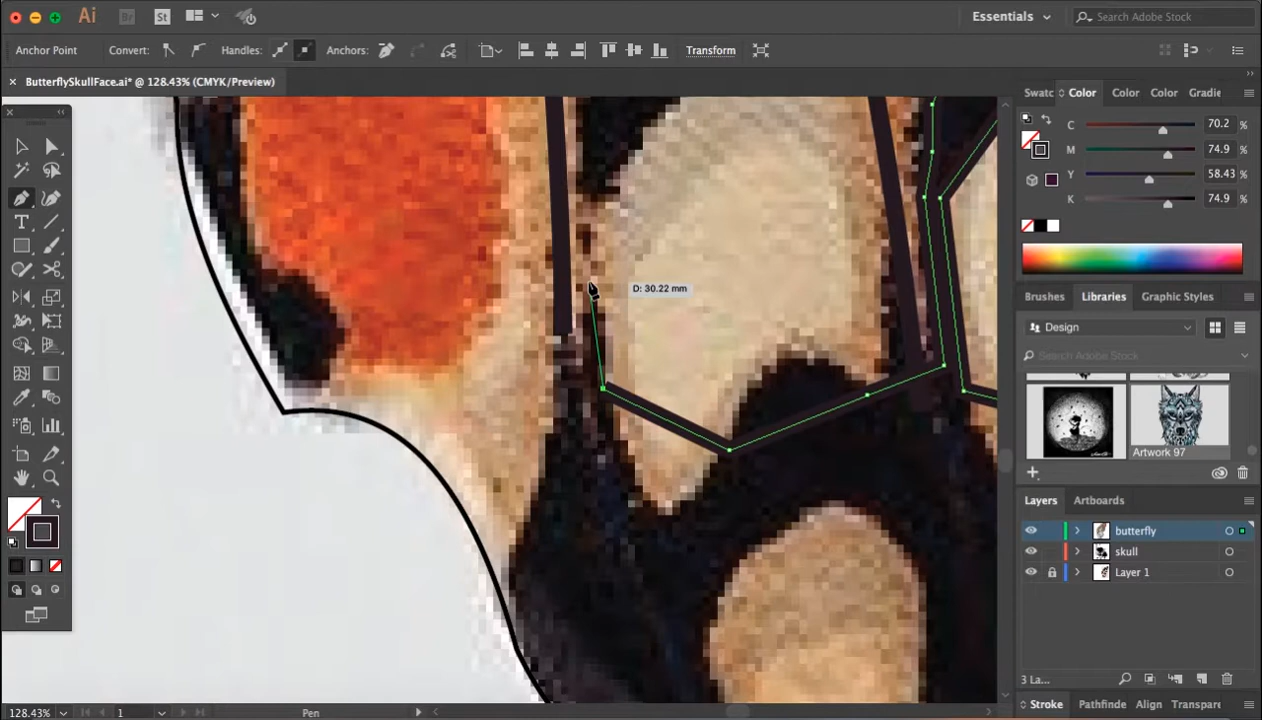 Ai Br St Essentials Search Adobe Stock
Anchor Point Convert: Handles: Anchors: Transform
× ButterflySkullFace.ai* @ 128.43% (CMYK/Preview)
Swatc Color Color Color Gradie
C 70.2 %
M 74.9 %
Y 58.43 %
K 74.9 %
D: 30.22 mm
Brushes Libraries Graphic Styles
Design
Search Adobe Stock
Artwork 97
Layers Artboards
butterfly
skull
Layer 1
3 La...
128.43% 1 Pen
Stroke Pathfinde Align Transpare